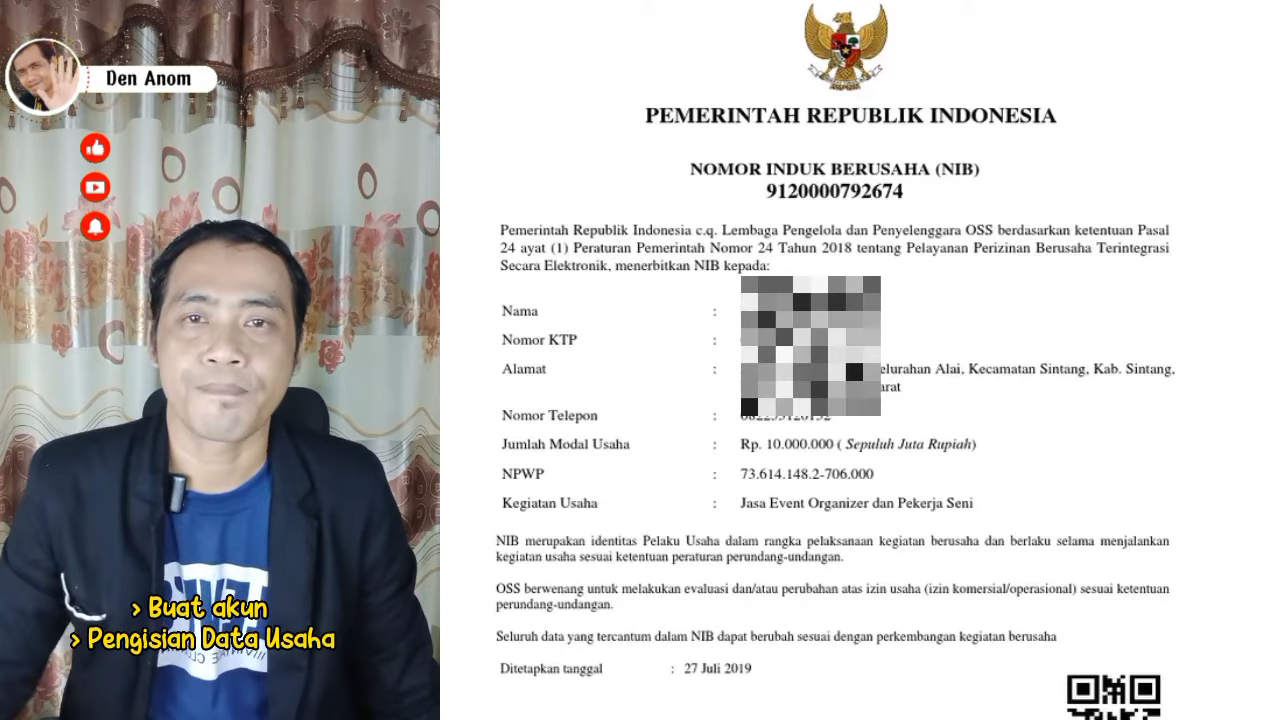 Den Anom
> Buat akun
> Pengisian Data Usaha
PEMERINTAH REPUBLIK INDONESIA
NOMOR INDUK BERUSAHA (NIB)
9120000792674
Pemerintah Republik Indonesia c.q. Lembaga Pengelola dan Penyelenggara OSS berdasarkan ketentuan Pasal
24 ayat (1) Peraturan Pemerintah Nomor 24 Tahun 2018 tentang Pelayanan Perizinan Berusaha Terintegrasi
Secara Elektronik, menerbitkan NIB kepada:
Nama :
Nomor KTP :
Alamat : elurahan Alai, Kecamatan Sintang, Kab. Sintang,
arat
Nomor Telepon :
Jumlah Modal Usaha : Rp. 10.000.000 ( Sepuluh Juta Rupiah)
NPWP : 73.614.148.2-706.000
Kegiatan Usaha : Jasa Event Organizer dan Pekerja Seni
NIB merupakan identitas Pelaku Usaha dalam rangka pelaksanaan kegiatan berusaha dan berlaku selama menjalankan
kegiatan usaha sesuai ketentuan peraturan perundang-undangan.
OSS berwenang untuk melakukan evaluasi dan/atau perubahan atas izin usaha (izin komersial/operasional) sesuai ketentuan
perundang-undangan.
Seluruh data yang tercantum dalam NIB dapat berubah sesuai dengan perkembangan kegiatan berusaha
Ditetapkan tanggal : 27 Juli 2019